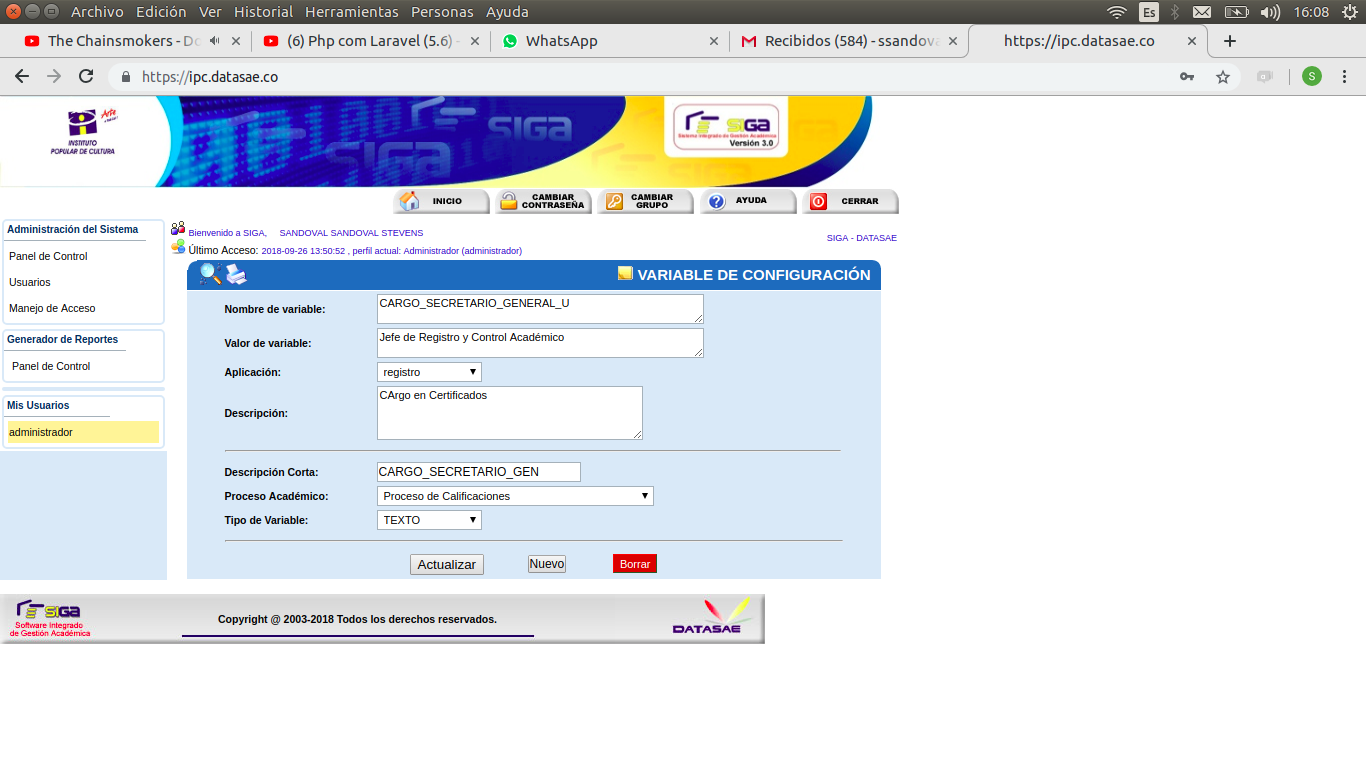 Archivo Edición Ver Historial Herramientas Personas Ayuda
Es 16:08
The Chainsmokers - Do
(6) Php com Laravel (5.6) -
WhatsApp
Recibidos (584) - ssandova
https://ipc.datasae.co
https://ipc.datasae.co
S
Arte
INSTITUTO
POPULAR DE CULTURA
SIGA
SIGA
SIGA
Sistema Integrado de Gestión Académica
Versión 3.0
INICIO
CAMBIAR CONTRASEÑA
CAMBIAR GRUPO
AYUDA
CERRAR
Administración del Sistema
Panel de Control
Usuarios
Manejo de Acceso
Generador de Reportes
Panel de Control
Mis Usuarios
administrador
Bienvenido a SIGA, SANDOVAL SANDOVAL STEVENS
SIGA - DATASAE
Último Acceso: 2018-09-26 13:50:52 , perfil actual: Administrador (administrador)
VARIABLE DE CONFIGURACIÓN
Nombre de variable: CARGO_SECRETARIO_GENERAL_U
Valor de variable: Jefe de Registro y Control Académico
Aplicación: registro
Descripción: CArgo en Certificados
Descripción Corta: CARGO_SECRETARIO_GEN
Proceso Académico: Proceso de Calificaciones
Tipo de Variable: TEXTO
Actualizar Nuevo Borrar
SIGA
Software Integrado
de Gestión Académica
Copyright @ 2003-2018 Todos los derechos reservados.
DATASAE